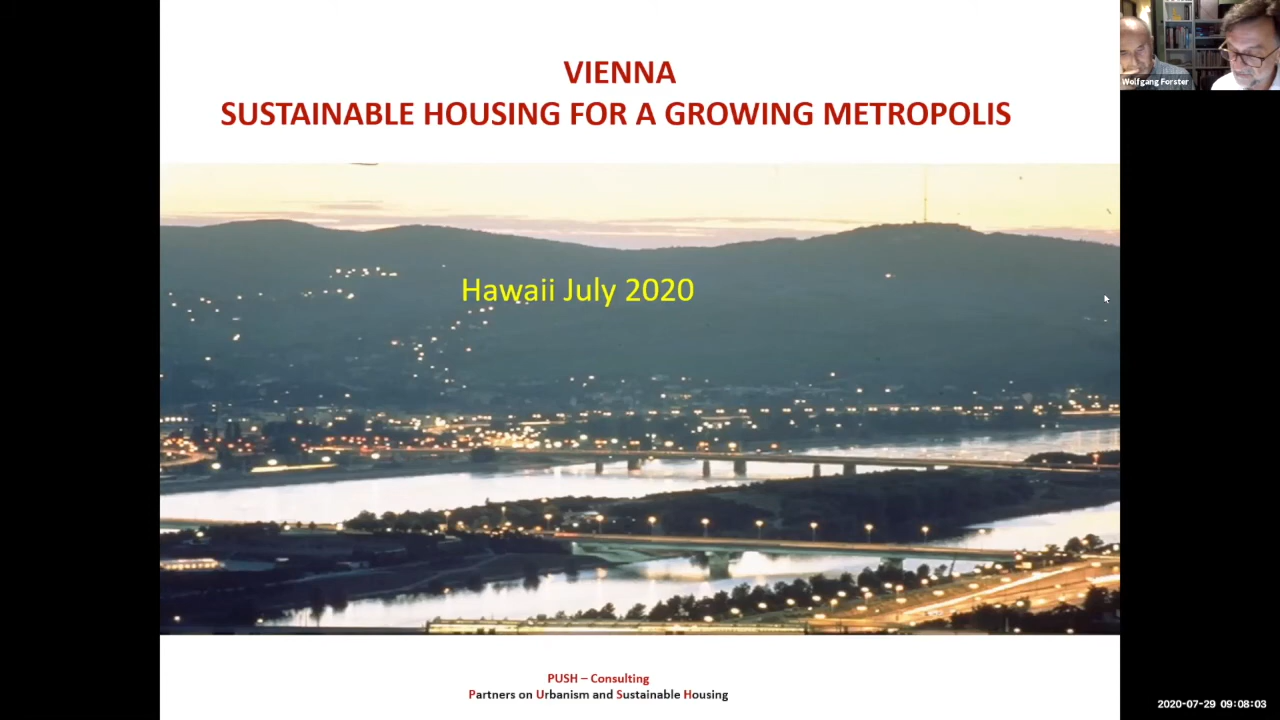 VIENNA
SUSTAINABLE HOUSING FOR A GROWING METROPOLIS
Wolfgang Forster
Hawaii July 2020
PUSH – Consulting
Partners on Urbanism and Sustainable Housing
2020-07-29 09:08:03